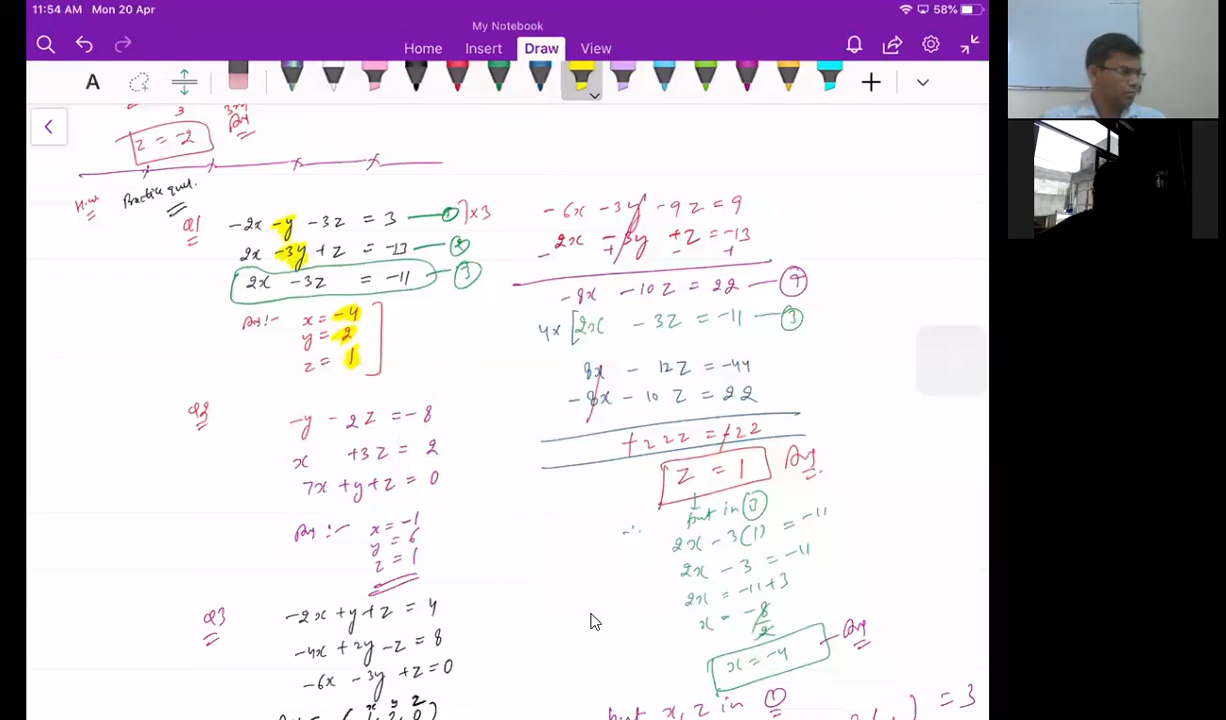 11:54 AM Mon 20 Apr
58%
My Notebook
Home Insert Draw View
A
3
z = -2
Ans
H.W
Practice ques.
Q1
-2x -y -3z = 3 — ① ] ×3
2x -3y + z = -13 — ②
2x -3z = -11 — ③
Ans:- x = -4
y = 2
z = 1
Q2
-y - 2z = -8
x +3z = 2
7x + y + z = 0
Ans:- x = -1
y = 6
z = 1
Q3
-2x + y + z = 4
-4x + 2y - z = 8
-6x - 3y + z = 0
x y z
-6x -3y -9z = 9
2x -3y +z = -13
- + - +
-8x -10z = 22 — ④
4x [2x - 3z = -11 — ③
8x - 12z = -44
-8x - 10z = 22
+22z = +22
z = 1 Ans
put in ③
∴ 2x - 3(1) = -11
2x - 3 = -11
2x = -11+3
x = -8/2
x = -4 Ans
put x, z in ①
= 3